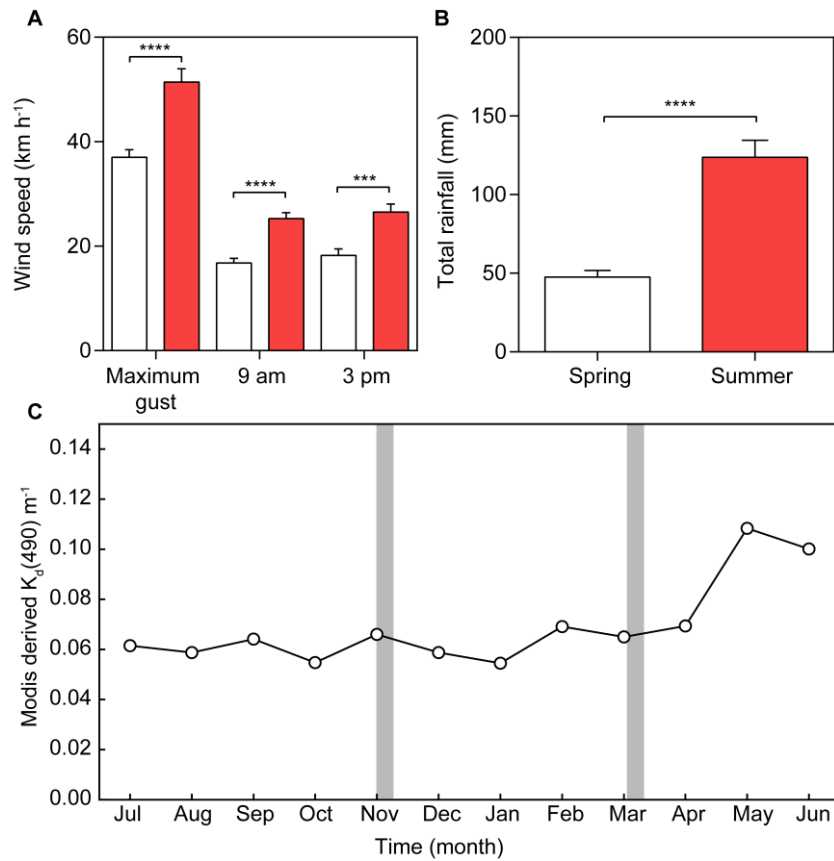 A
B
60
40
20
0
Wind speed (km h⁻¹)
****
****
***
Maximum
gust
9 am
3 pm
200
150
100
50
0
Total rainfall (mm)
****
Spring
Summer
C
0.14
0.12
0.10
0.08
0.06
0.04
0.02
0.00
Modis derived K_d(490) m⁻¹
Jul Aug Sep Oct Nov Dec Jan Feb Mar Apr May Jun
Time (month)